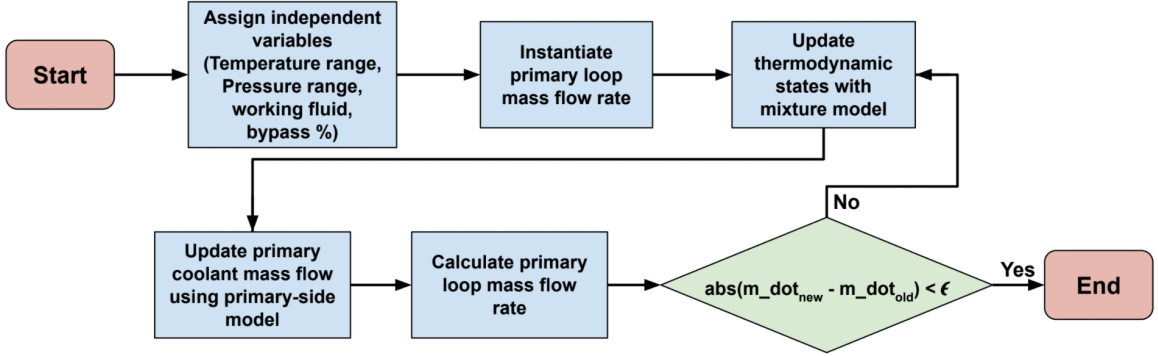 Start
Assign independent
variables
(Temperature range,
Pressure range,
working fluid,
bypass %)
Instantiate
primary loop
mass flow rate
Update
thermodynamic
states with
mixture model
Update primary
coolant mass flow
using primary-side
model
Calculate primary
loop mass flow
rate
No
abs(m_dot_new - m_dot_old) < ϵ
Yes
End